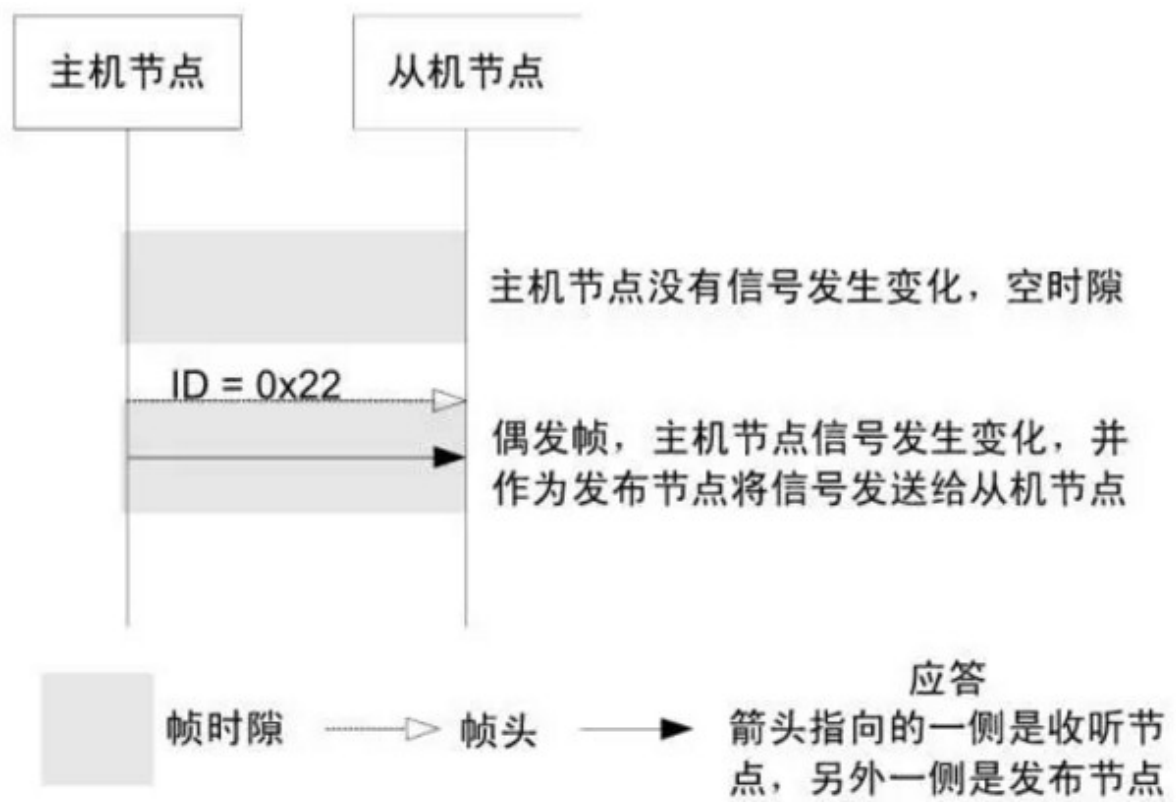 主机节点
从机节点
主机节点没有信号发生变化，空时隙
ID = 0x22
偶发帧，主机节点信号发生变化，并
作为发布节点将信号发送给从机节点
帧时隙
帧头
应答
箭头指向的一侧是收听节
点，另外一侧是发布节点